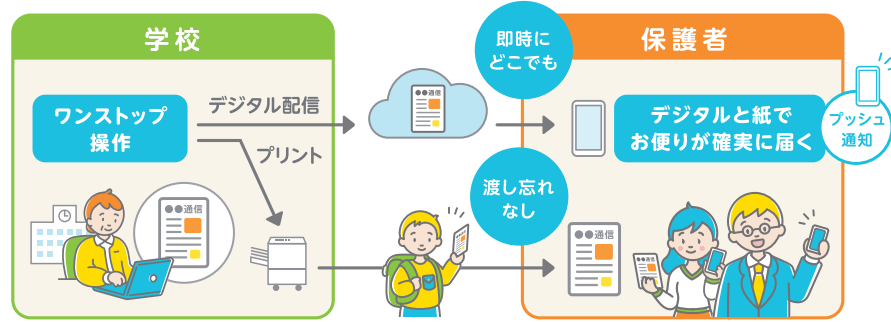 学校
ワンストップ
操作
デジタル配信
プリント
●●通信
●●通信
即時に
どこでも
渡し忘れ
なし
保護者
デジタルと紙で
お便りが確実に届く
プッシュ
通知
●●通信
●●通信